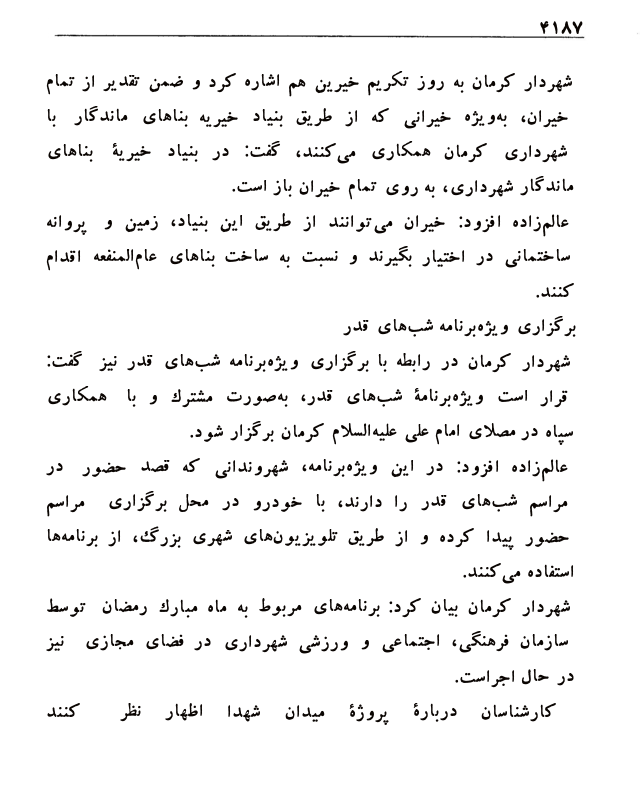 ۴۱۸۷
شهردار کرمان به روز تکریم خیرین هم اشاره کرد و ضمن تقدیر از تمام
خیران، به‌ویژه خیرانی که از طریق بنیاد خیریه بناهای ماندگار با
شهرداری کرمان همکاری می‌کنند، گفت: در بنیاد خیریهٔ بناهای
ماندگار شهرداری، به روی تمام خیران باز است.
عالم‌زاده افزود: خیران می‌توانند از طریق این بنیاد، زمین و پروانه
ساختمانی در اختیار بگیرند و نسبت به ساخت بناهای عام‌المنفعه اقدام
کنند.
برگزاری ویژه‌برنامه شب‌های قدر
شهردار کرمان در رابطه با برگزاری ویژه‌برنامه شب‌های قدر نیز گفت:
قرار است ویژه‌برنامهٔ شب‌های قدر، به‌صورت مشترك و با همکاری
سپاه در مصلای امام علی علیه‌السلام کرمان برگزار شود.
عالم‌زاده افزود: در این ویژه‌برنامه، شهروندانی که قصد حضور در
مراسم شب‌های قدر را دارند، با خودرو در محل برگزاری مراسم
حضور پیدا کرده و از طریق تلویزیون‌های شهری بزرگ، از برنامه‌ها
استفاده می‌کنند.
شهردار کرمان بیان کرد: برنامه‌های مربوط به ماه مبارك رمضان توسط
سازمان فرهنگی، اجتماعی و ورزشی شهرداری در فضای مجازی نیز
در حال اجراست.
کارشناسان دربارهٔ پروژهٔ میدان شهدا اظهار نظر کنند